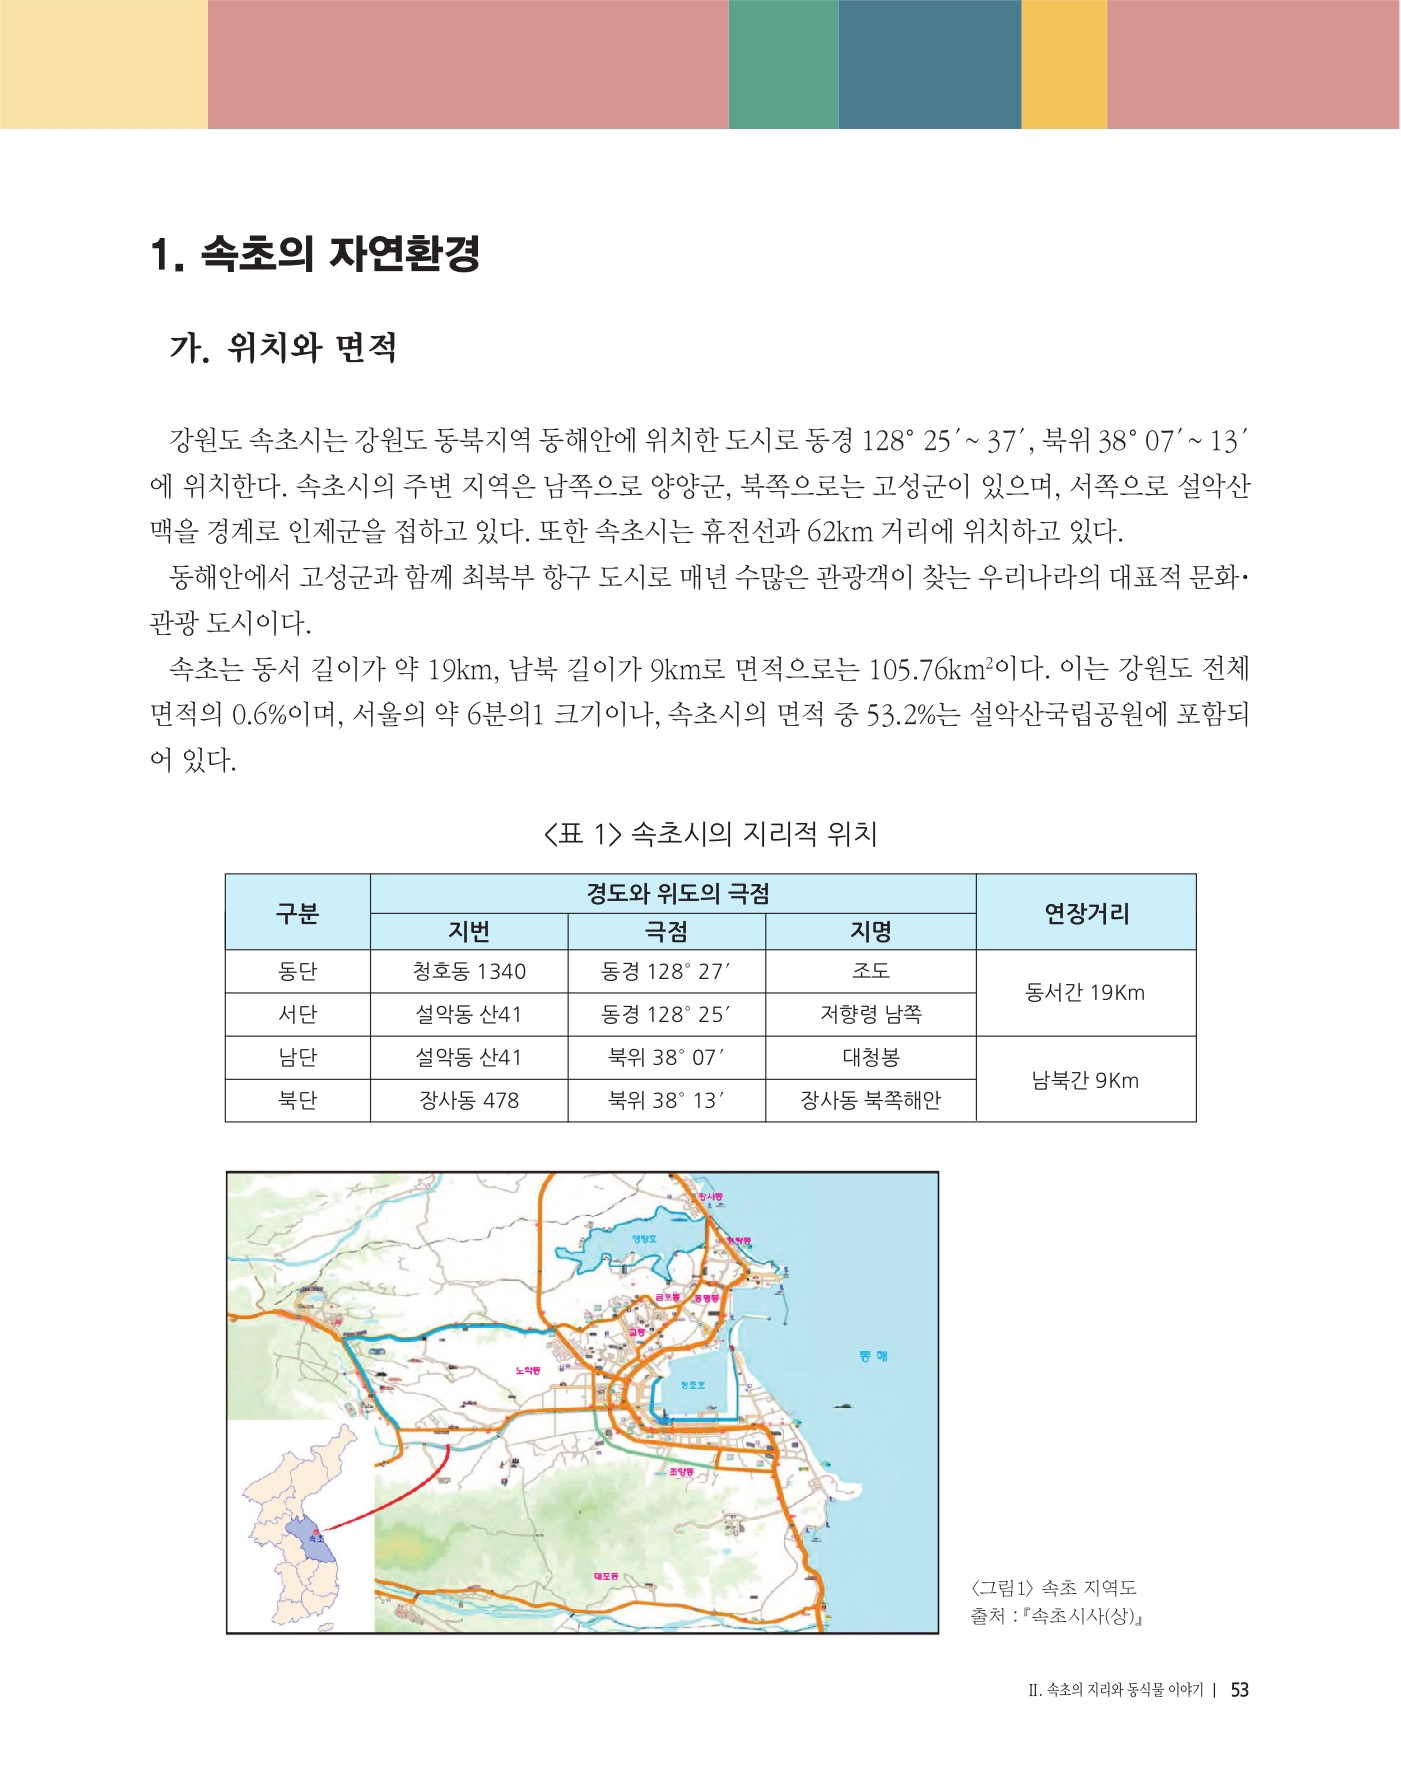 1. 속초의 자연환경
가. 위치와 면적
강원도 속초시는 강원도 동북지역 동해안에 위치한 도시로 동경 128° 25′~ 37′, 북위 38° 07′~ 13′
에 위치한다. 속초시의 주변 지역은 남쪽으로 양양군, 북쪽으로는 고성군이 있으며, 서쪽으로 설악산
맥을 경계로 인제군을 접하고 있다. 또한 속초시는 휴전선과 62km 거리에 위치하고 있다.
동해안에서 고성군과 함께 최북부 항구 도시로 매년 수많은 관광객이 찾는 우리나라의 대표적 문화·
관광 도시이다.
속초는 동서 길이가 약 19km, 남북 길이가 9km로 면적으로는 105.76km²이다. 이는 강원도 전체
면적의 0.6%이며, 서울의 약 6분의1 크기이나, 속초시의 면적 중 53.2%는 설악산국립공원에 포함되
어 있다.
<표 1> 속초시의 지리적 위치
구분 경도와 위도의 극점 연장거리
지번 극점 지명
동단 청호동 1340 동경 128° 27′ 조도 동서간 19Km
서단 설악동 산41 동경 128° 25′ 저향령 남쪽
남단 설악동 산41 북위 38° 07′ 대청봉 남북간 9Km
북단 장사동 478 북위 38° 13′ 장사동 북쪽해안
장사동
영랑호
영랑동
금호동 동명동
교동
동 해
노학동
청초호
조양동
속초
대포동
<그림1> 속초 지역도
출처 :『속초시사(상)』
Ⅱ. 속초의 지리와 동식물 이야기 | 53